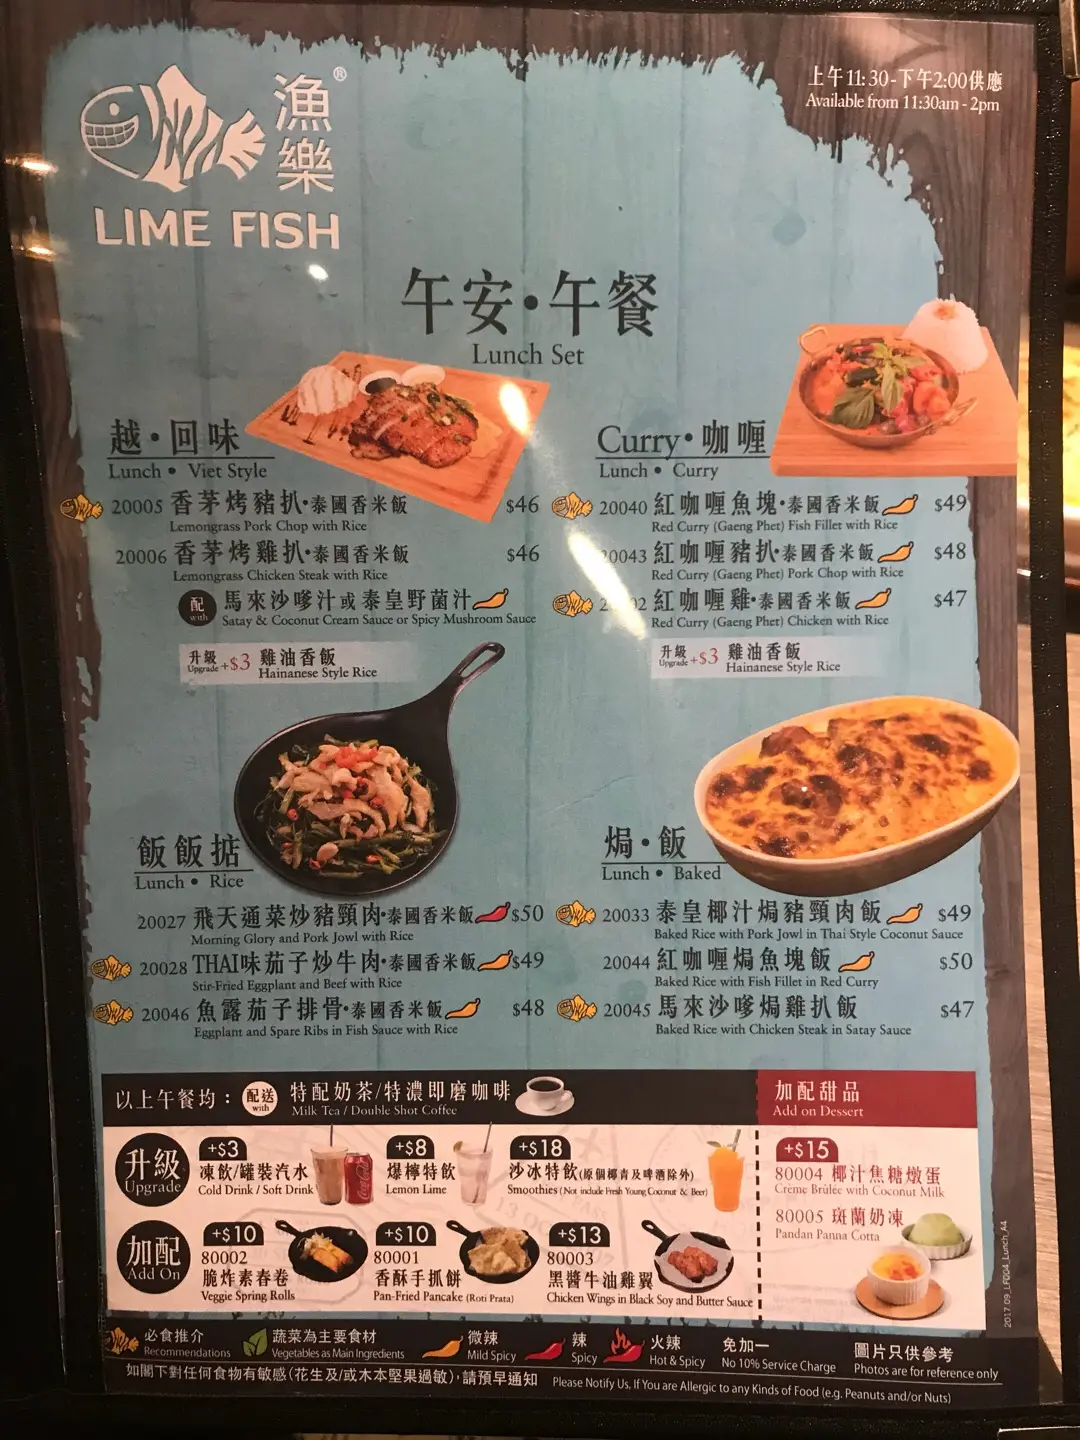 上午11:30-下午2:00供應
Available from 11:30am - 2pm
漁樂®
LIME FISH
午安•午餐
Lunch Set
越•回味
Lunch • Viet Style
20005 香茅烤豬扒•泰國香米飯 $46
Lemongrass Pork Chop with Rice
20006 香茅烤雞扒•泰國香米飯 $46
Lemongrass Chicken Steak with Rice
配 with 馬來沙嗲汁或泰皇野菌汁
Satay & Coconut Cream Sauce or Spicy Mushroom Sauce
升級 Upgrade +$3 雞油香飯
Hainanese Style Rice
Curry•咖喱
Lunch • Curry
20040 紅咖喱魚塊•泰國香米飯 $49
Red Curry (Gaeng Phet) Fish Fillet with Rice
20043 紅咖喱豬扒•泰國香米飯 $48
Red Curry (Gaeng Phet) Pork Chop with Rice
紅咖喱雞•泰國香米飯 $47
Red Curry (Gaeng Phet) Chicken with Rice
升級 Upgrade +$3 雞油香飯
Hainanese Style Rice
飯飯掂
Lunch • Rice
20027 飛天通菜炒豬頸肉•泰國香米飯 $50
Morning Glory and Pork Jowl with Rice
20028 THAI味茄子炒牛肉•泰國香米飯 $49
Stir-Fried Eggplant and Beef with Rice
20046 魚露茄子排骨•泰國香米飯 $48
Eggplant and Spare Ribs in Fish Sauce with Rice
焗•飯
Lunch • Baked
20033 泰皇椰汁焗豬頸肉飯 $49
Baked Rice with Pork Jowl in Thai Style Coconut Sauce
20044 紅咖喱焗魚塊飯 $50
Baked Rice with Fish Fillet in Red Curry
20045 馬來沙嗲焗雞扒飯 $47
Baked Rice with Chicken Steak in Satay Sauce
以上午餐均： 配送 with 特配奶茶/特濃即磨咖啡
Milk Tea / Double Shot Coffee
升級 Upgrade
+$3
凍飲/罐裝汽水
Cold Drink / Soft Drink
+$8
爆檸特飲
Lemon Lime
+$18
沙冰特飲(原個椰青及啤酒除外)
Smoothies (Not include Fresh Young Coconut & Beer)
加配 Add On
+$10
80002
脆炸素春卷
Veggie Spring Rolls
+$10
80001
香酥手抓餅
Pan-Fried Pancake (Roti Prata)
+$13
80003
黑醬牛油雞翼
Chicken Wings in Black Soy and Butter Sauce
加配甜品
Add on Dessert
+$15
80004 椰汁焦糖燉蛋
Crème Brûlée with Coconut Milk
80005 斑蘭奶凍
Pandan Panna Cotta
2017.09_LF004_Lunch_A4
必食推介
Recommendations
蔬菜為主要食材
Vegetables as Main Ingredients
微辣
Mild Spicy
辣
Spicy
火辣
Hot & Spicy
免加一
No 10% Service Charge
圖片只供參考
Photos are for reference only
如閣下對任何食物有敏感(花生及/或木本堅果過敏)，請預早通知 Please Notify Us, If You are Allergic to any Kinds of Food (e.g. Peanuts and/or Nuts)